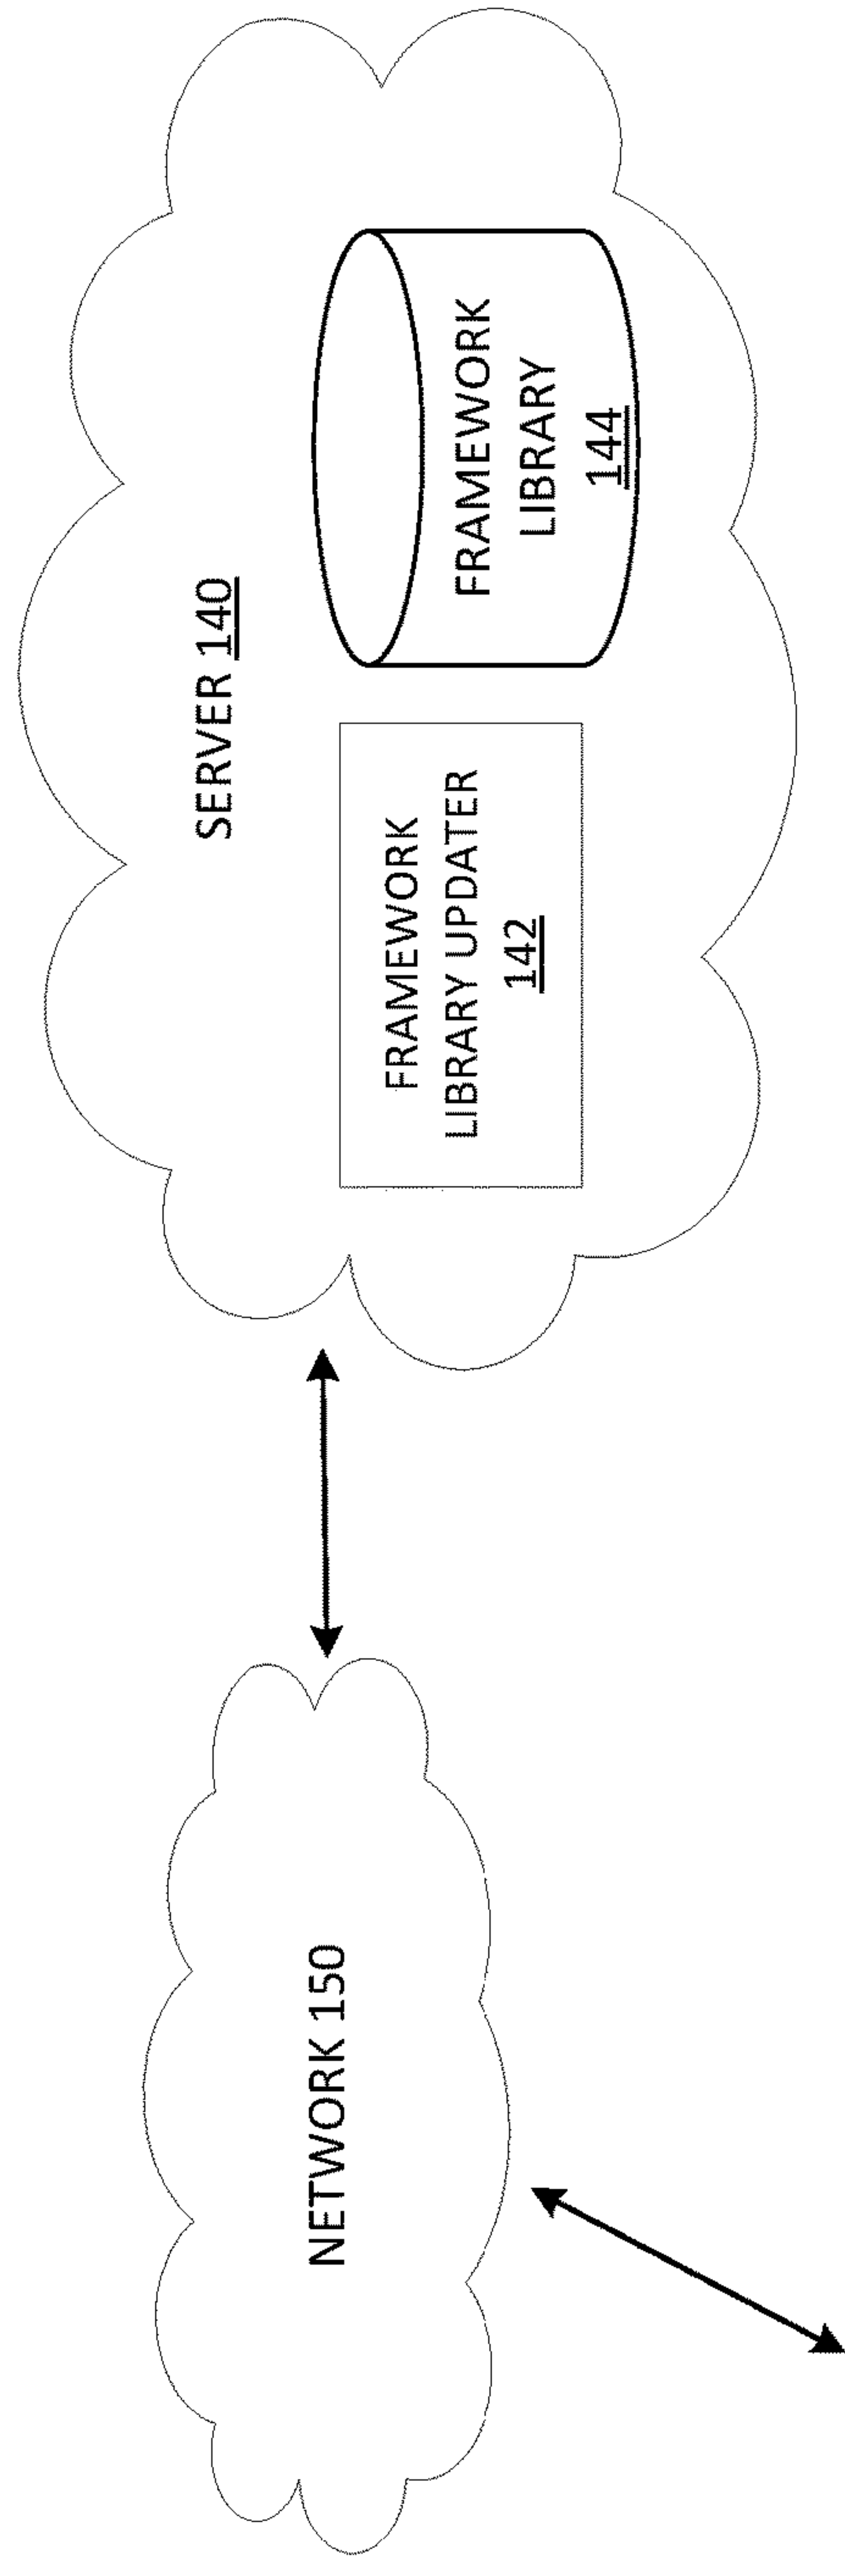 SERVER 140
FRAMEWORK
LIBRARY UPDATER
142
FRAMEWORK
LIBRARY
144
NETWORK 150